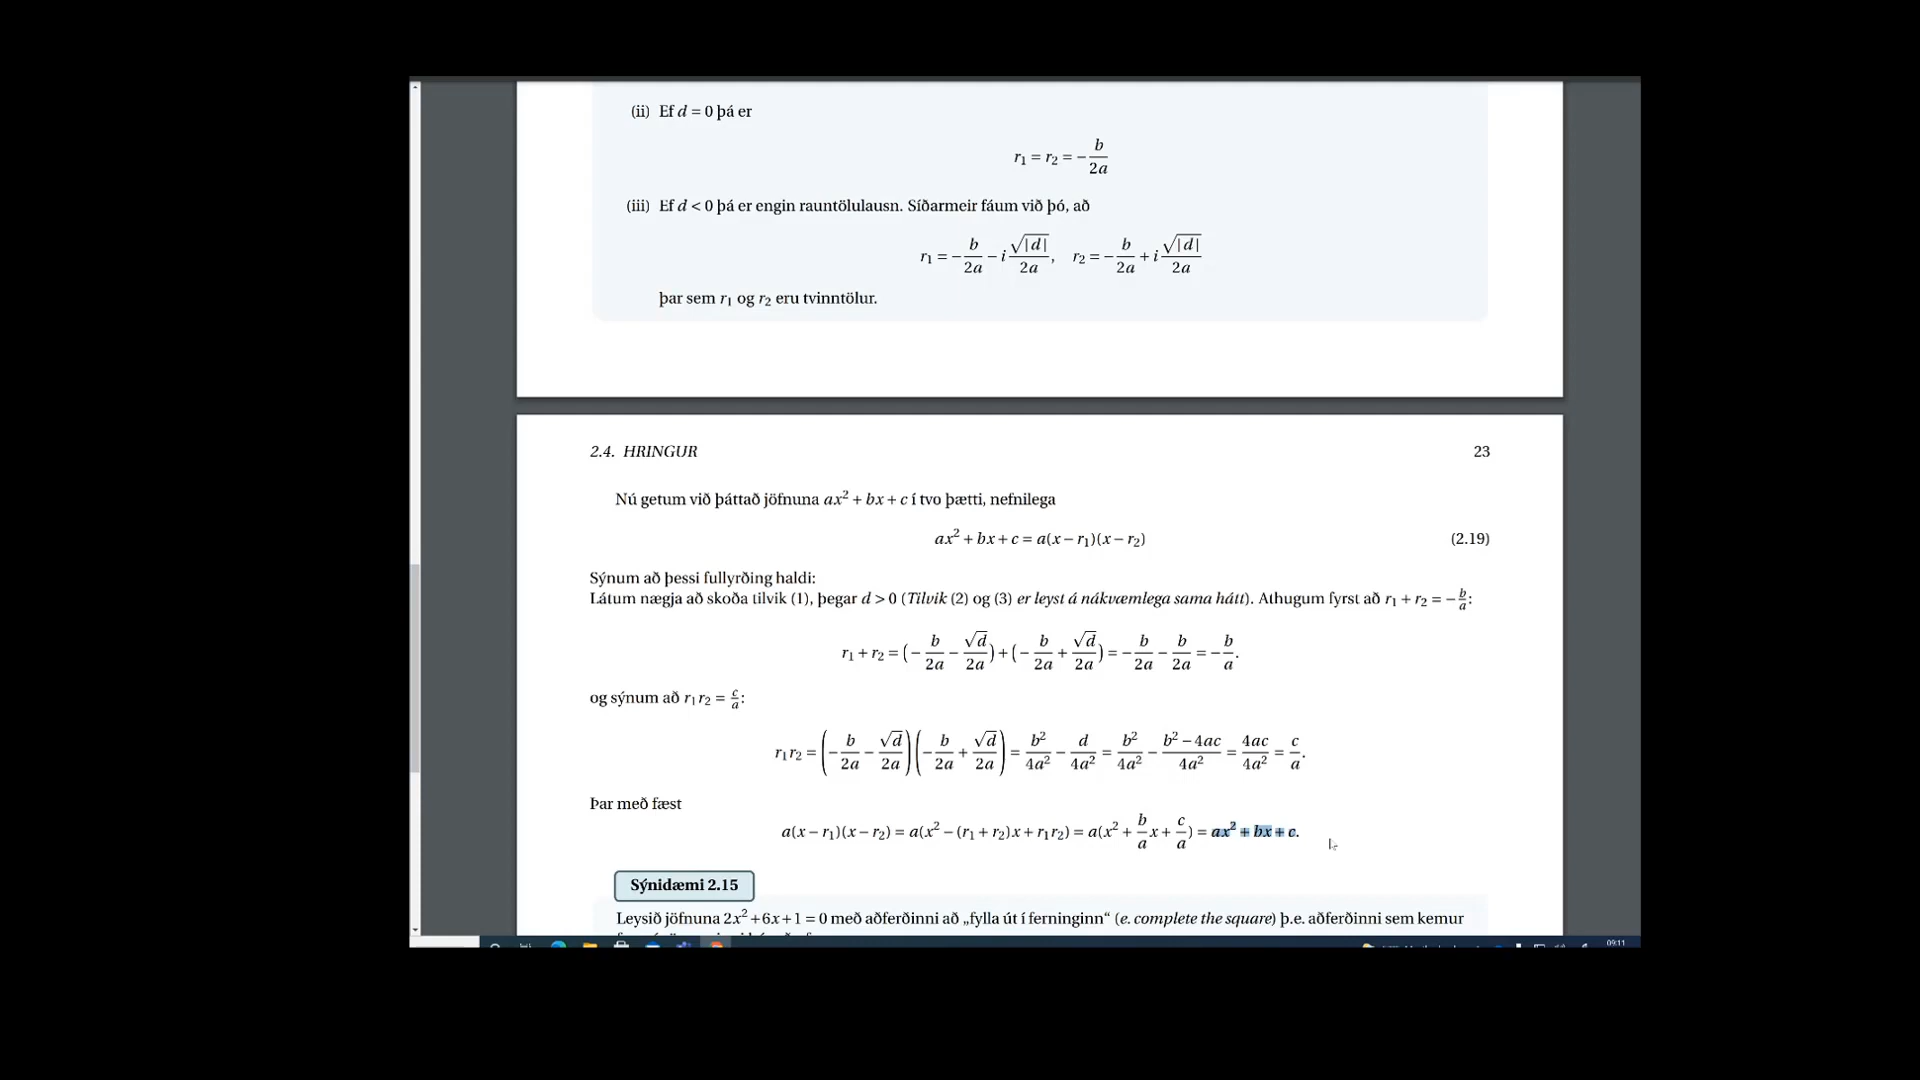 (ii) Ef d = 0 þá er
r₁ = r₂ = −b/2a
(iii) Ef d < 0 þá er engin rauntölulausn. Síðarmeir fáum við þó, að
r₁ = −b/2a − i√|d|/2a, r₂ = −b/2a + i√|d|/2a
þar sem r₁ og r₂ eru tvinntölur.
2.4. HRINGUR 23
Nú getum við þáttað jöfnuna ax² + bx + c í tvo þætti, nefnilega
ax² + bx + c = a(x − r₁)(x − r₂) (2.19)
Sýnum að þessi fullyrðing haldi:
Látum nægja að skoða tilvik (1), þegar d > 0 (Tilvik (2) og (3) er leyst á nákvæmlega sama hátt). Athugum fyrst að r₁ + r₂ = −b/a:
r₁ + r₂ = (−b/2a − √d/2a) + (−b/2a + √d/2a) = −b/2a − b/2a = −b/a.
og sýnum að r₁r₂ = c/a:
r₁r₂ = (−b/2a − √d/2a)(−b/2a + √d/2a) = b²/4a² − d/4a² = b²/4a² − b² − 4ac/4a² = 4ac/4a² = c/a.
Þar með fæst
a(x − r₁)(x − r₂) = a(x² − (r₁ + r₂)x + r₁r₂) = a(x² + b/a x + c/a) = ax² + bx + c.
Sýnidæmi 2.15
Leysið jöfnuna 2x² + 6x + 1 = 0 með aðferðinni að „fylla út í ferninginn“ (e. complete the square) þ.e. aðferðinni sem kemur
09:11